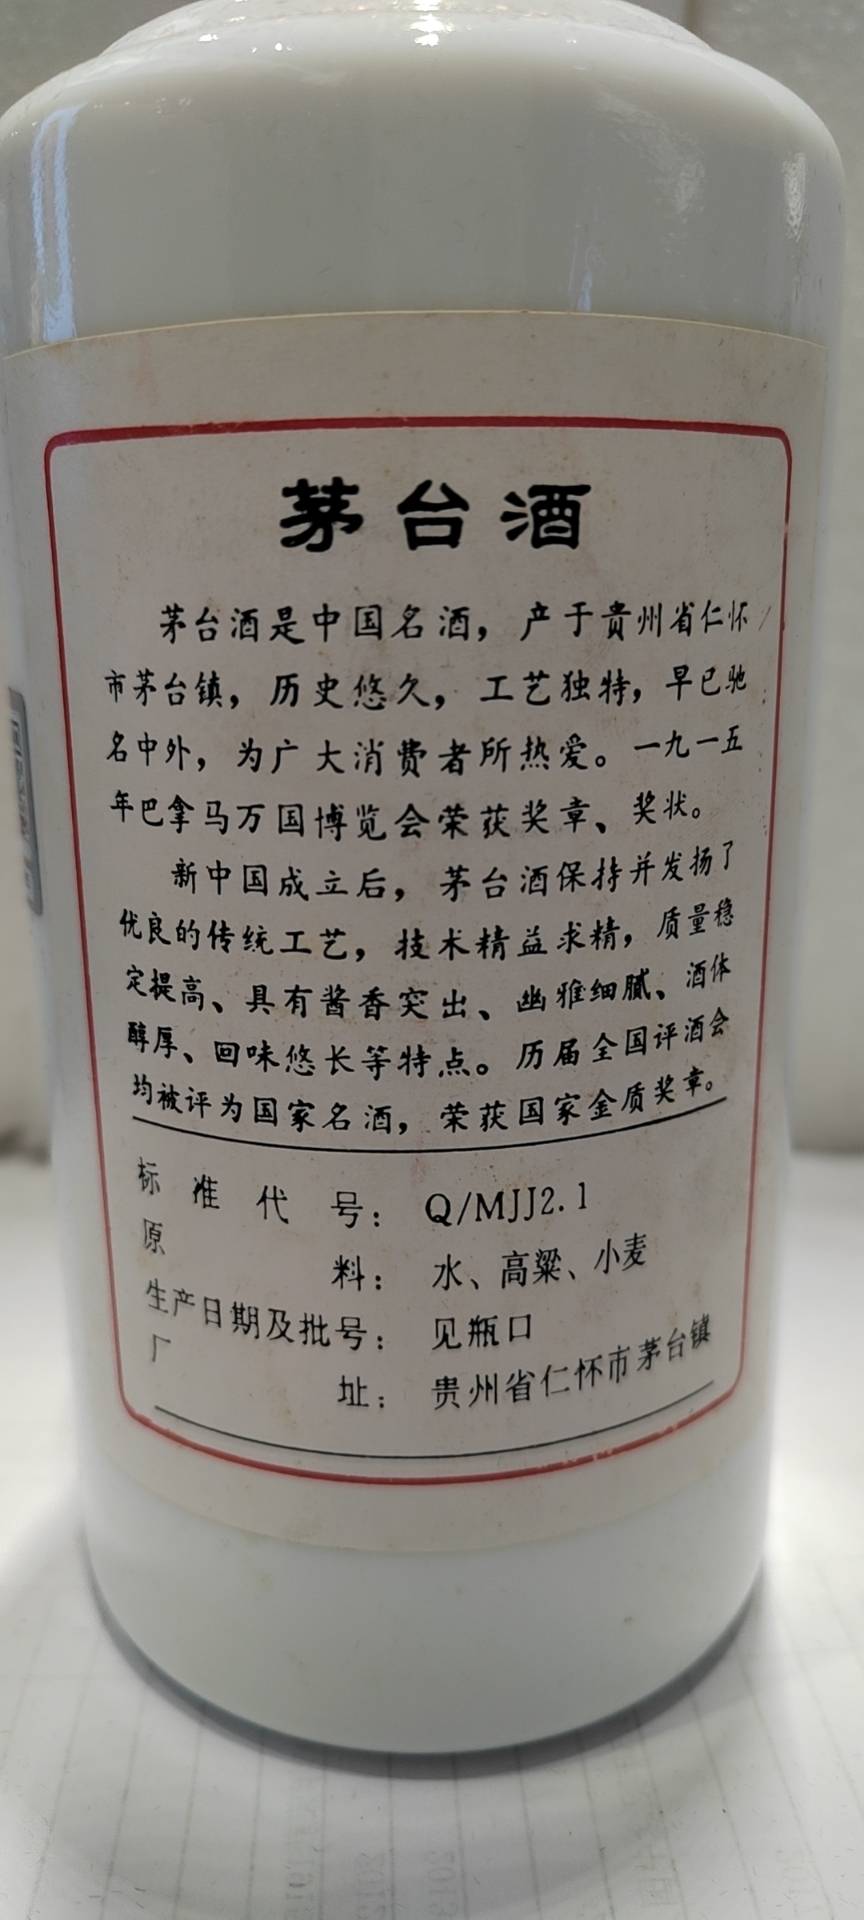 茅台酒
茅台酒是中国名酒，产于贵州省仁怀
市茅台镇，历史悠久，工艺独特，早已驰
名中外，为广大消费者所热爱。一九一五
年巴拿马万国博览会荣获奖章、奖状。
新中国成立后，茅台酒保持并发扬了
优良的传统工艺，技术精益求精，质量稳
定提高、具有酱香突出、幽雅细腻、酒体
醇厚、回味悠长等特点。历届全国评酒会
均被评为国家名酒，荣获国家金质奖章。
标准代号：Q/MJJ2.1
原料：水、高粱、小麦
生产日期及批号：见瓶口
厂址：贵州省仁怀市茅台镇